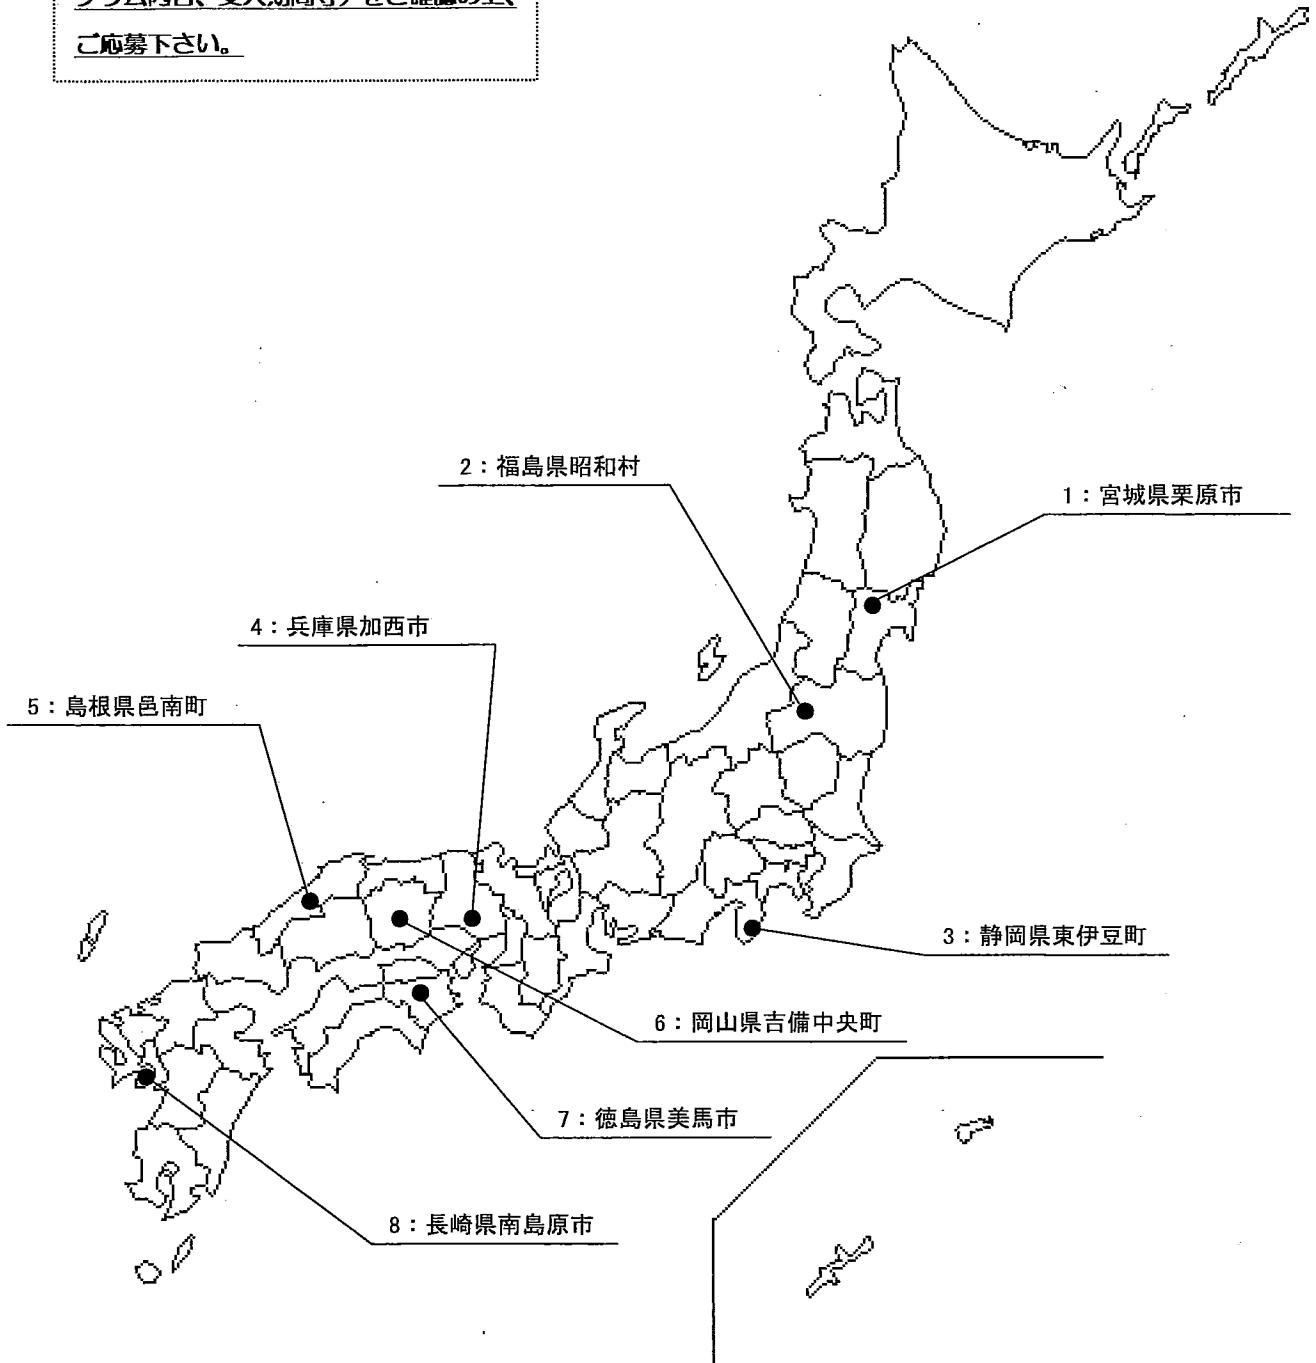 ご応募下さい。
2：福島県昭和村
1：宮城県栗原市
4：兵庫県加西市
5：島根県邑南町
3：静岡県東伊豆町
6：岡山県吉備中央町
7：徳島県美馬市
8：長崎県南島原市